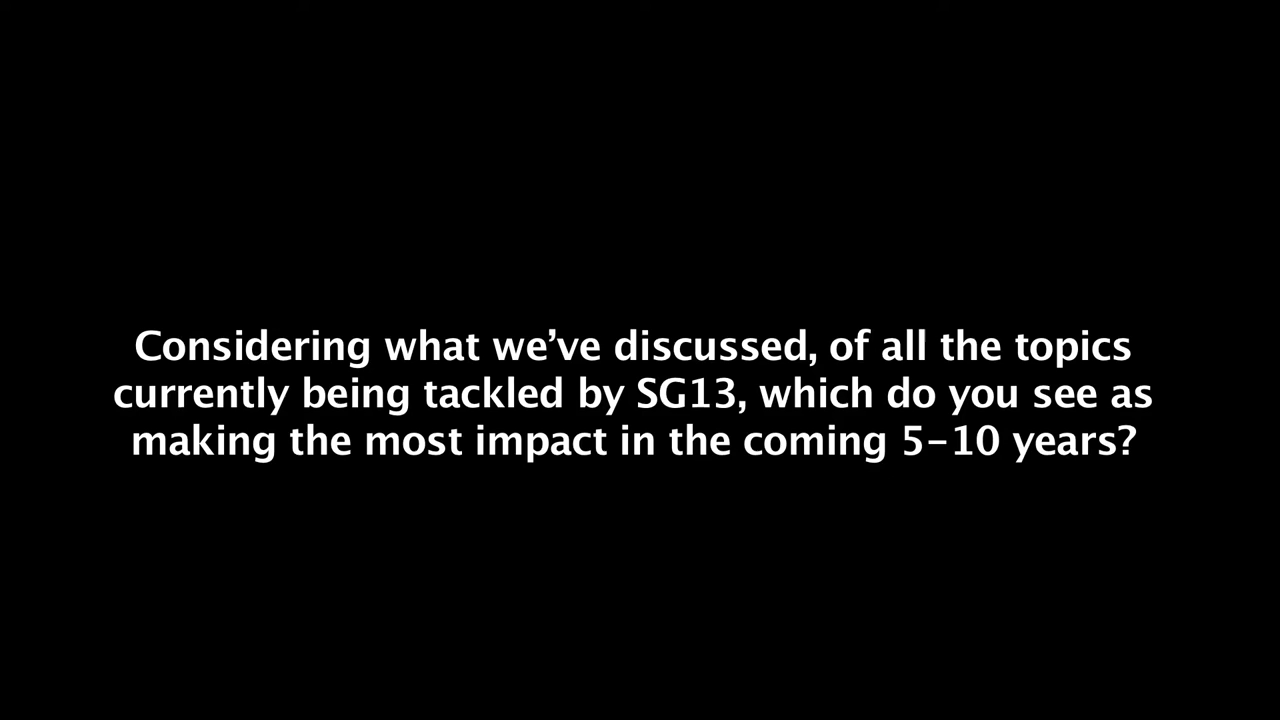 Considering what we’ve discussed, of all the topics
currently being tackled by SG13, which do you see as
making the most impact in the coming 5–10 years?